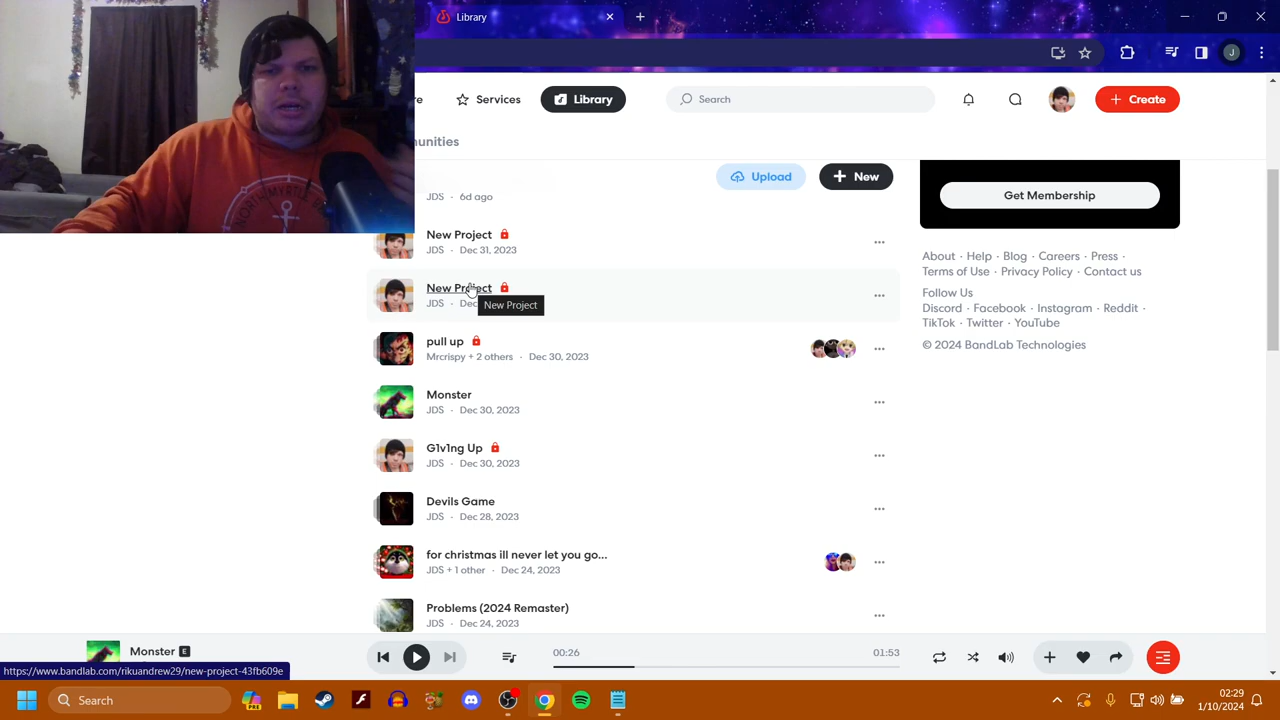 Library
Services
Library
Search
J
Create
Upload
New
JDS · 6d ago
Get Membership
New Project
JDS · Dec 31, 2023
About · Help · Blog · Careers · Press ·
Terms of Use · Privacy Policy · Contact us
New Project
New Project
JDS
Follow Us
Discord · Facebook · Instagram · Reddit ·
TikTok · Twitter · YouTube
© 2024 BandLab Technologies
pull up
Mrcrispy + 2 others · Dec 30, 2023
Monster
JDS · Dec 30, 2023
G1v1ng Up
JDS · Dec 30, 2023
Devils Game
JDS · Dec 28, 2023
for christmas ill never let you go...
JDS + 1 other · Dec 24, 2023
Problems (2024 Remaster)
JDS · Dec 24, 2023
Monster E
00:26
01:53
https://www.bandlab.com/rikuandrew29/new-project-43fb609e
Search
PRE
02:29
1/10/2024